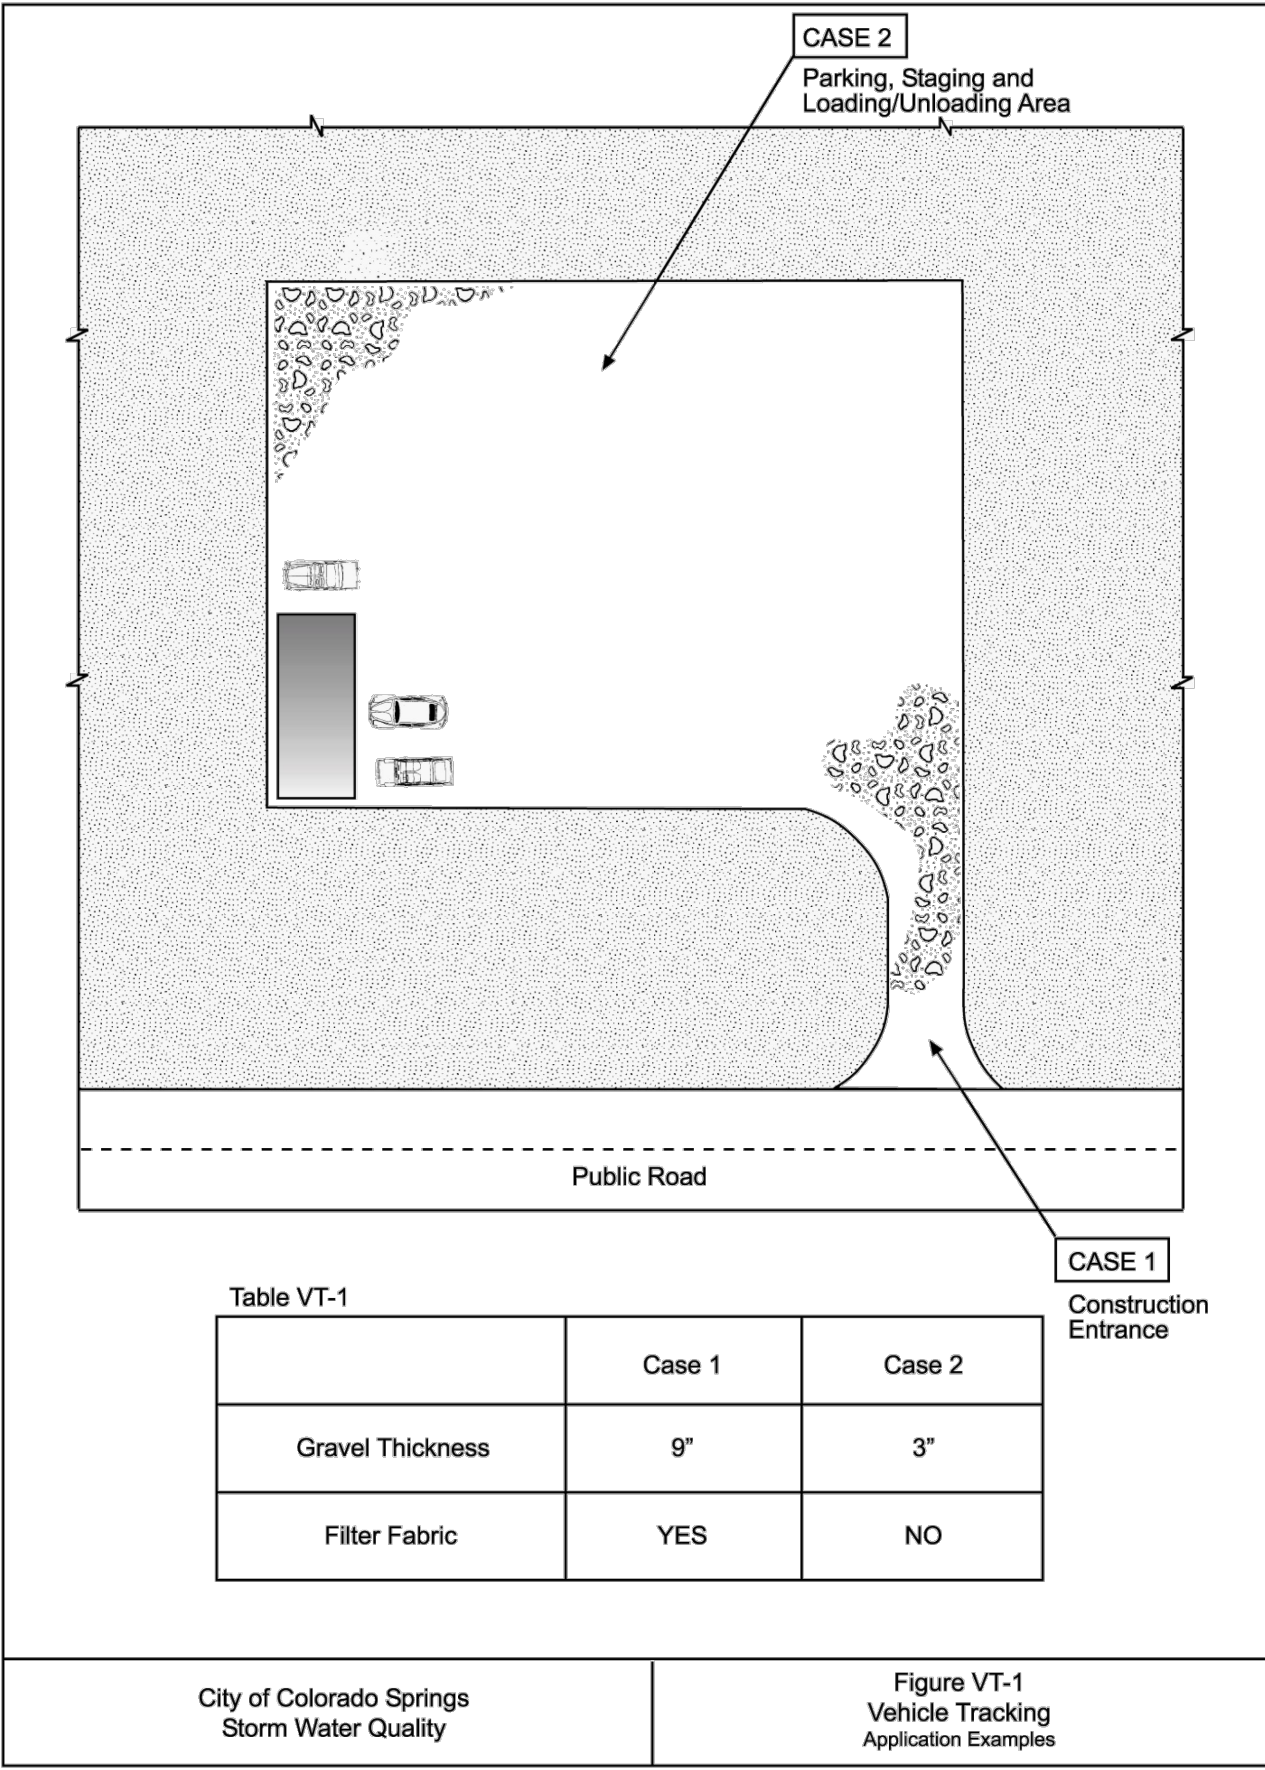 CASE 2
Parking, Staging and
Loading/Unloading Area
Public Road
CASE 1
Construction
Entrance
Table VT-1
Case 1 Case 2
Gravel Thickness 9” 3”
Filter Fabric YES NO
City of Colorado Springs
Storm Water Quality
Figure VT-1
Vehicle Tracking
Application Examples